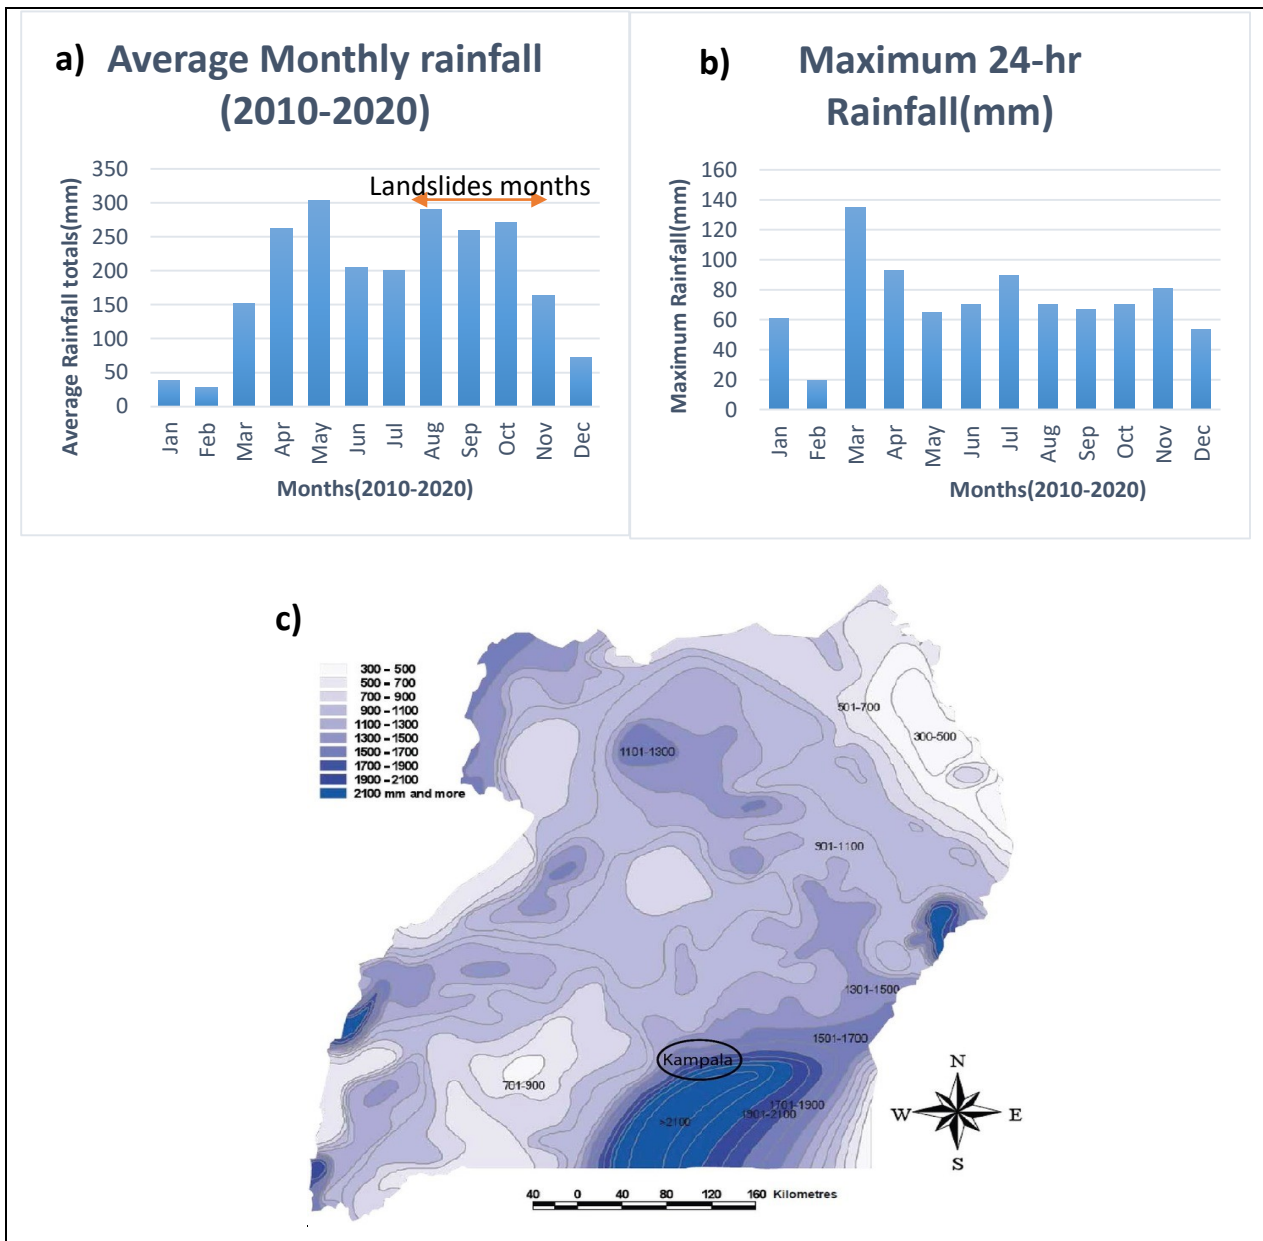 a) Average Monthly rainfall
(2010-2020)
Average Rainfall totals(mm)
350
300
250
200
150
100
50
0
Landslides months
Jan
Feb
Mar
Apr
May
Jun
Jul
Aug
Sep
Oct
Nov
Dec
Months(2010-2020)
b) Maximum 24-hr
Rainfall(mm)
Maximum Rainfall(mm)
160
140
120
100
80
60
40
20
0
Jan
Feb
Mar
Apr
May
Jun
Jul
Aug
Sep
Oct
Nov
Dec
Months(2010-2020)
c)
300 – 500
500 – 700
700 – 900
900 – 1100
1100 - 1300
1300 – 1500
1500 - 1700
1700 – 1900
1900 – 2100
2100 mm and more
501-700
300-500
1101-1300
901-1100
1301-1500
1501-1700
Kampala
701-900
1701-1900
1901-2100
>2100
N
W
E
S
40 0 40 80 120 160 Kilometres